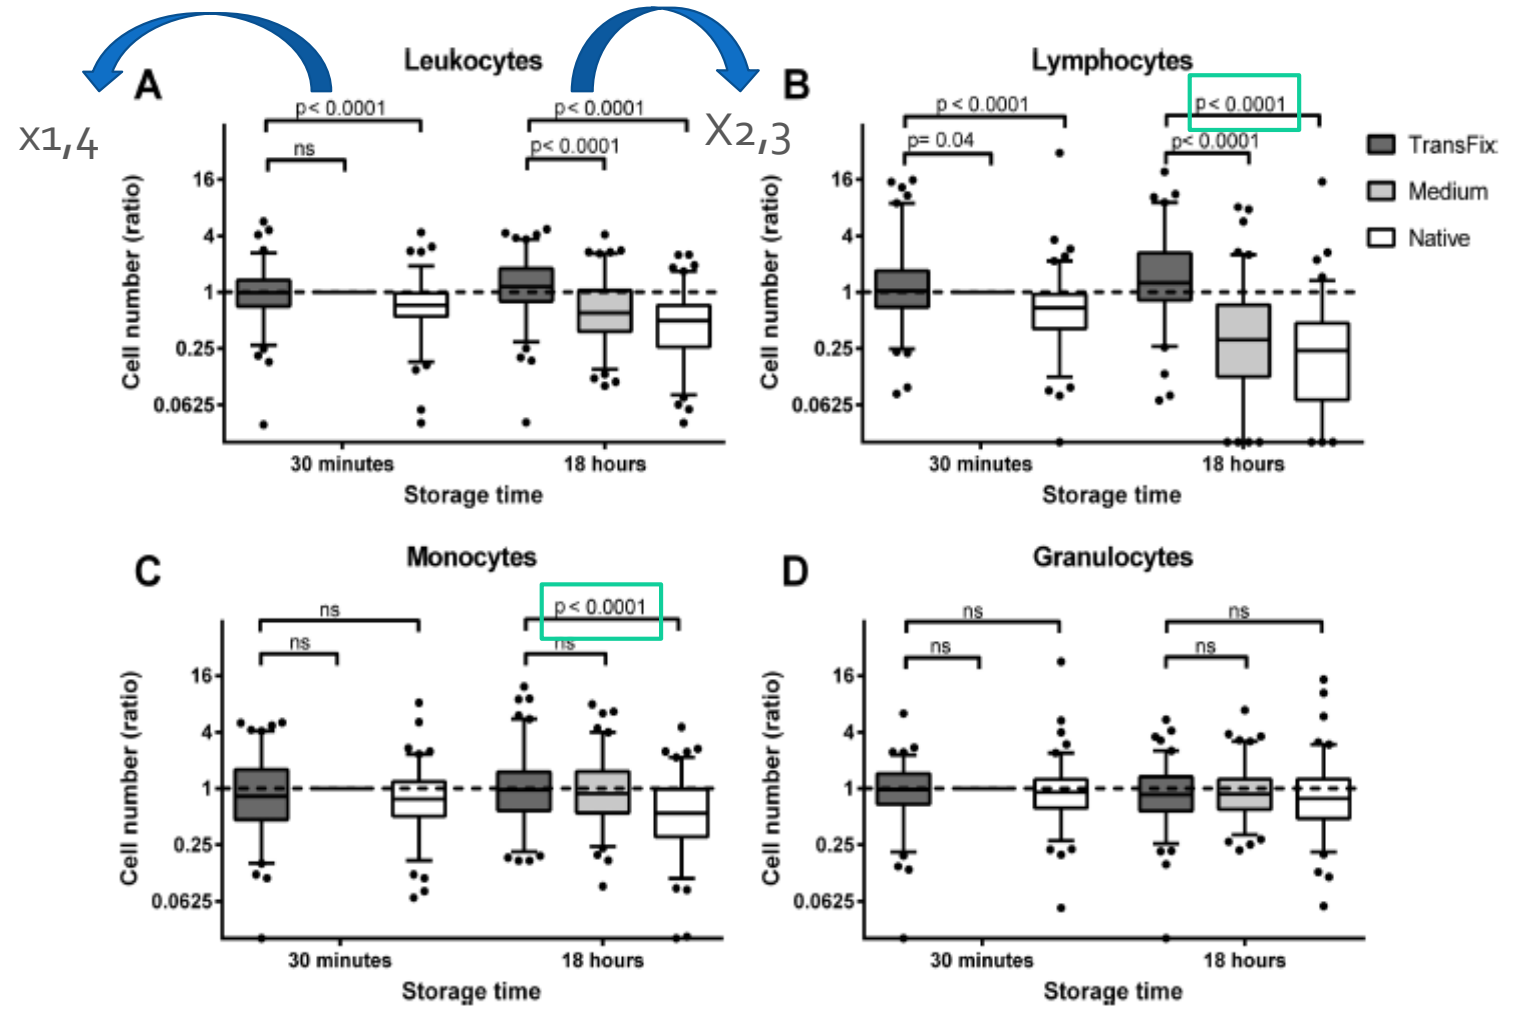 Leukocytes
A
x1,4
p< 0.0001
ns
p< 0.0001
p< 0.0001
X2,3
Cell number (ratio)
16
4
1
0.25
0.0625
30 minutes
18 hours
Storage time
Lymphocytes
B
p< 0.0001
p= 0.04
p< 0.0001
p< 0.0001
Cell number (ratio)
16
4
1
0.25
0.0625
30 minutes
18 hours
Storage time
TransFix
Medium
Native
Monocytes
C
ns
ns
p< 0.0001
ns
Cell number (ratio)
16
4
1
0.25
0.0625
30 minutes
18 hours
Storage time
Granulocytes
D
ns
ns
ns
ns
Cell number (ratio)
16
4
1
0.25
0.0625
30 minutes
18 hours
Storage time